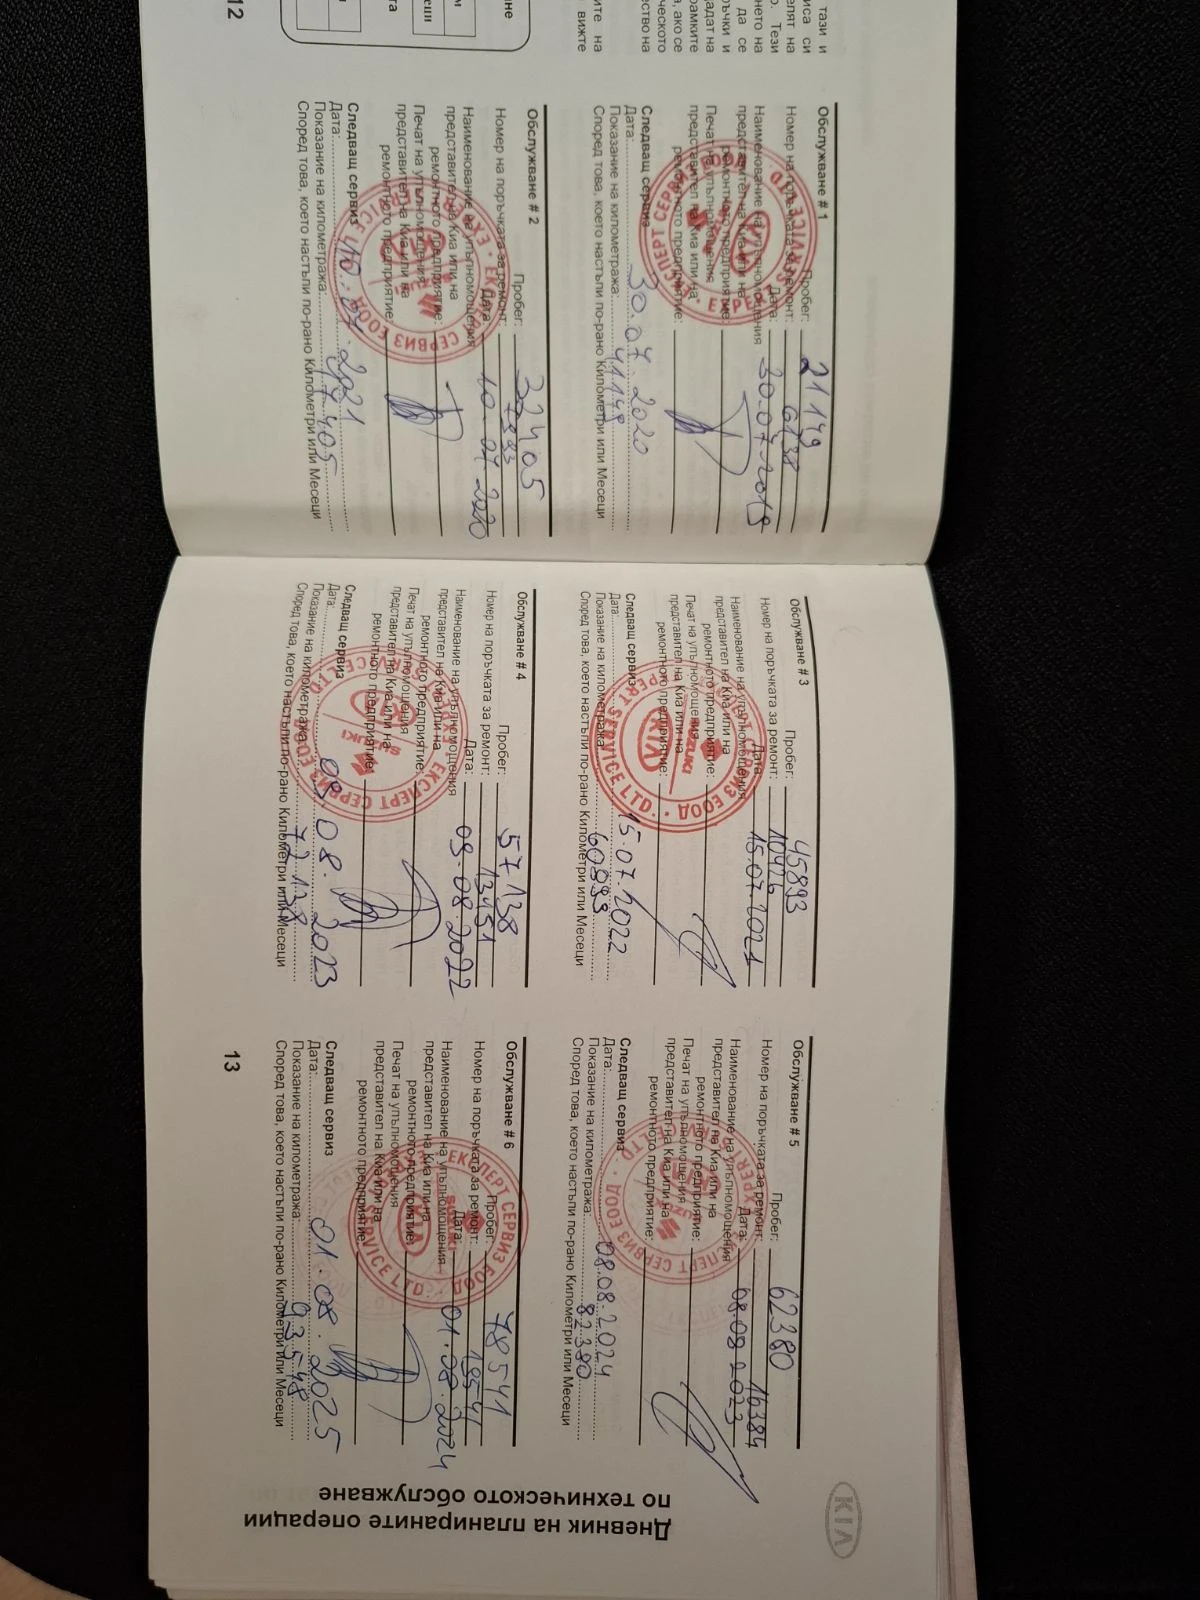 12
Обслужване # 1
Пробег: 21149
Номер на поръчката за ремонт: 6138
Дата: 30.07.2019
Наименование на упълномощения
представител на Киа или на
ремонтното предприятие:
Печат на упълномощения
представител на Киа или на
ремонтното предприятие:
Следващ сервиз
Дата: 30.07.2020
Показание на километража: 41149
Според това, което настъпи по-рано Километри или Месеци
Обслужване # 2
Пробег: 32405
Номер на поръчката за ремонт: 7833
Дата: 10.07.2020
Наименование на упълномощения
представител на Киа или на
ремонтното предприятие:
Печат на упълномощения
представител на Киа или на
ремонтното предприятие:
Следващ сервиз
Дата: 10.07.2021
Показание на километража: 47405
Според това, което настъпи по-рано Километри или Месеци
KIA
Дневник на планираните операции
по техническото обслужване
Обслужване # 3
Пробег: 45893
Номер на поръчката за ремонт: 10426
Дата: 15.07.2021
Наименование на упълномощения
представител на Киа или на
ремонтното предприятие:
Печат на упълномощения
представител на Киа или на
ремонтното предприятие:
Следващ сервиз
Дата: 15.07.2022
Показание на километража: 60893
Според това, което настъпи по-рано Километри или Месеци
Обслужване # 4
Пробег: 57138
Номер на поръчката за ремонт: 13151
Дата: 09.08.2022
Наименование на упълномощения
представител на Киа или на
ремонтното предприятие:
Печат на упълномощения
представител на Киа или на
ремонтното предприятие:
Следващ сервиз
Дата: 09.08.2023
Показание на километража: 72138
Според това, което настъпи по-рано Километри или Месеци
Обслужване # 5
Пробег: 62380
Номер на поръчката за ремонт: 16384
Дата: 08.08.2023
Наименование на упълномощения
представител на Киа или на
ремонтното предприятие:
Печат на упълномощения
представител на Киа или на
ремонтното предприятие:
Следващ сервиз
Дата: 08.08.2024
Показание на километража: 82380
Според това, което настъпи по-рано Километри или Месеци
Обслужване # 6
Пробег: 78541
Номер на поръчката за ремонт: 19541
Дата: 01.08.2024
Наименование на упълномощения
представител на Киа или на
ремонтното предприятие:
Печат на упълномощения
представител на Киа или на
ремонтното предприятие:
Следващ сервиз
Дата: 01.08.2025
Показание на километража: 93548
Според това, което настъпи по-рано Километри или Месеци
13